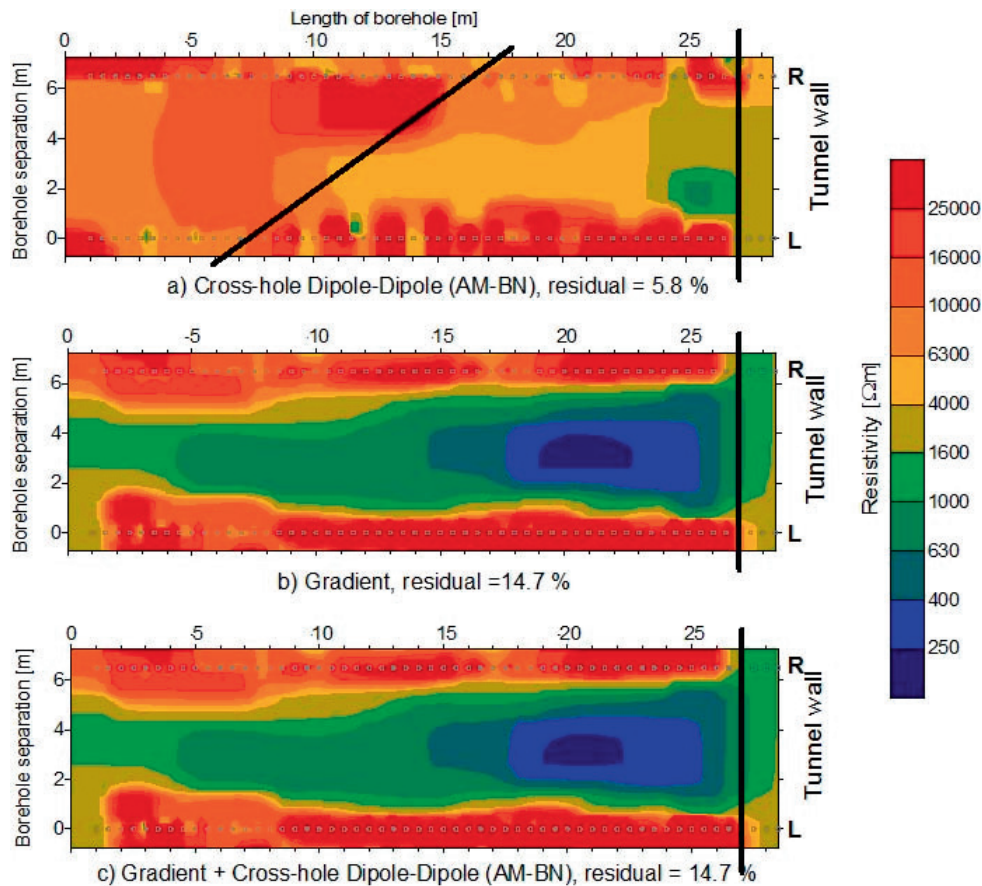 Length of borehole [m]
0 -5 -10 15 -20 25
Borehole separation [m]
6
4
2
0
R
Tunnel wall
L
a) Cross-hole Dipole-Dipole (AM-BN), residual = 5.8 %
0 -5 -10 -15 -20 25
Borehole separation [m]
6
4
2
0
R
Tunnel wall
L
b) Gradient, residual =14.7 %
0 -5 -10 -15 -20 25
Borehole separation [m]
6
4
2
0
R
Tunnel wall
L
c) Gradient + Cross-hole Dipole-Dipole (AM-BN), residual = 14.7 %
25000
16000
10000
6300
4000
1600
1000
630
400
250
Resistivity [Ωm]